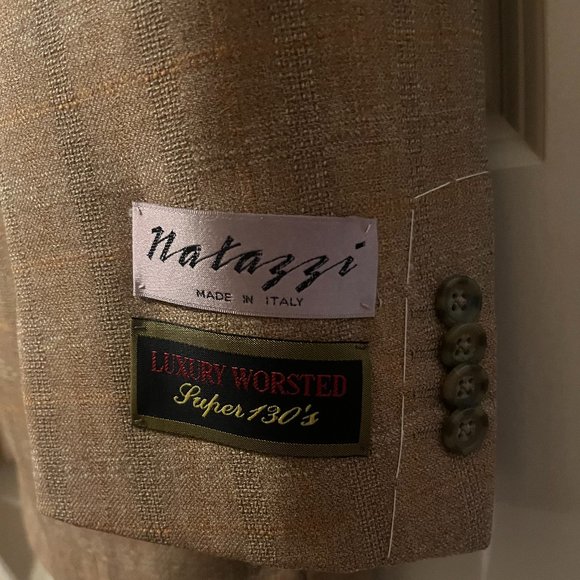 Natazzi
MADE IN ITALY
LUXURY WORSTED
Super 130's